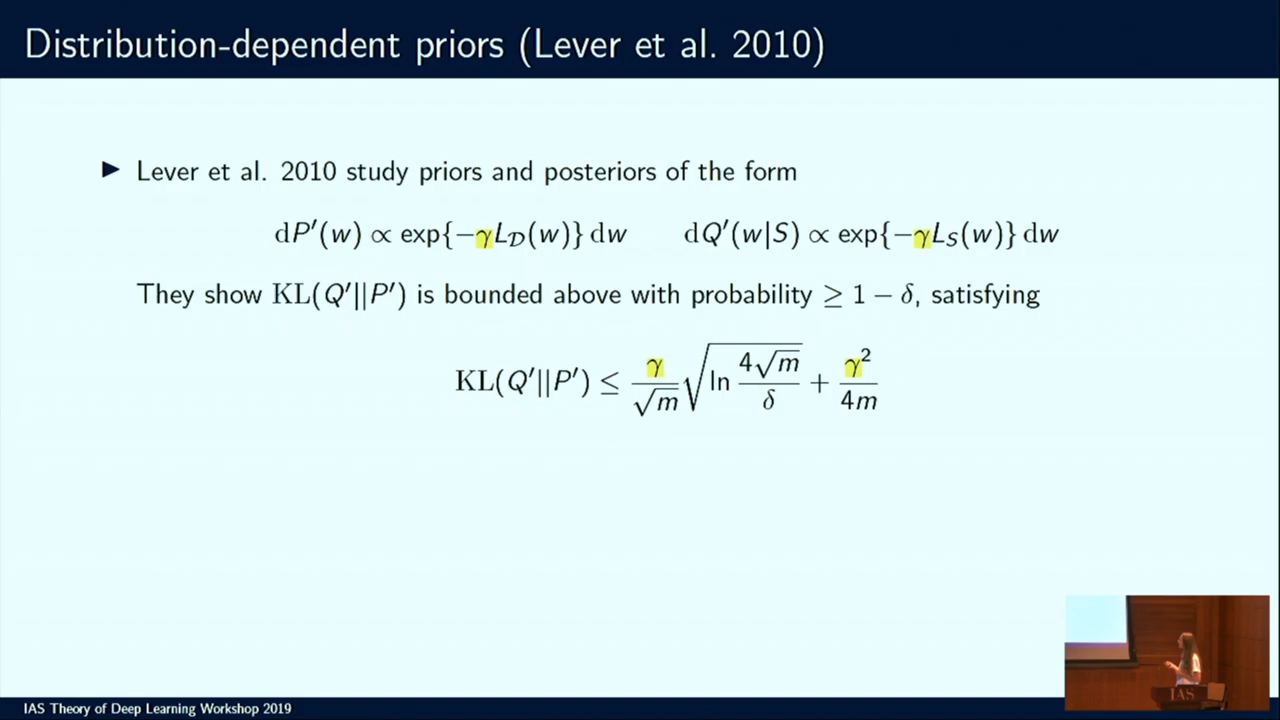 Distribution-dependent priors (Lever et al. 2010)
▶ Lever et al. 2010 study priors and posteriors of the form
dP′(w) ∝ exp{−γL_𝒟(w)} dw dQ′(w|S) ∝ exp{−γL_S(w)} dw
They show KL(Q′||P′) is bounded above with probability ≥ 1 − δ, satisfying
KL(Q′||P′) ≤ γ/√m √(ln 4√m/δ) + γ²/4m
IAS
IAS Theory of Deep Learning Workshop 2019